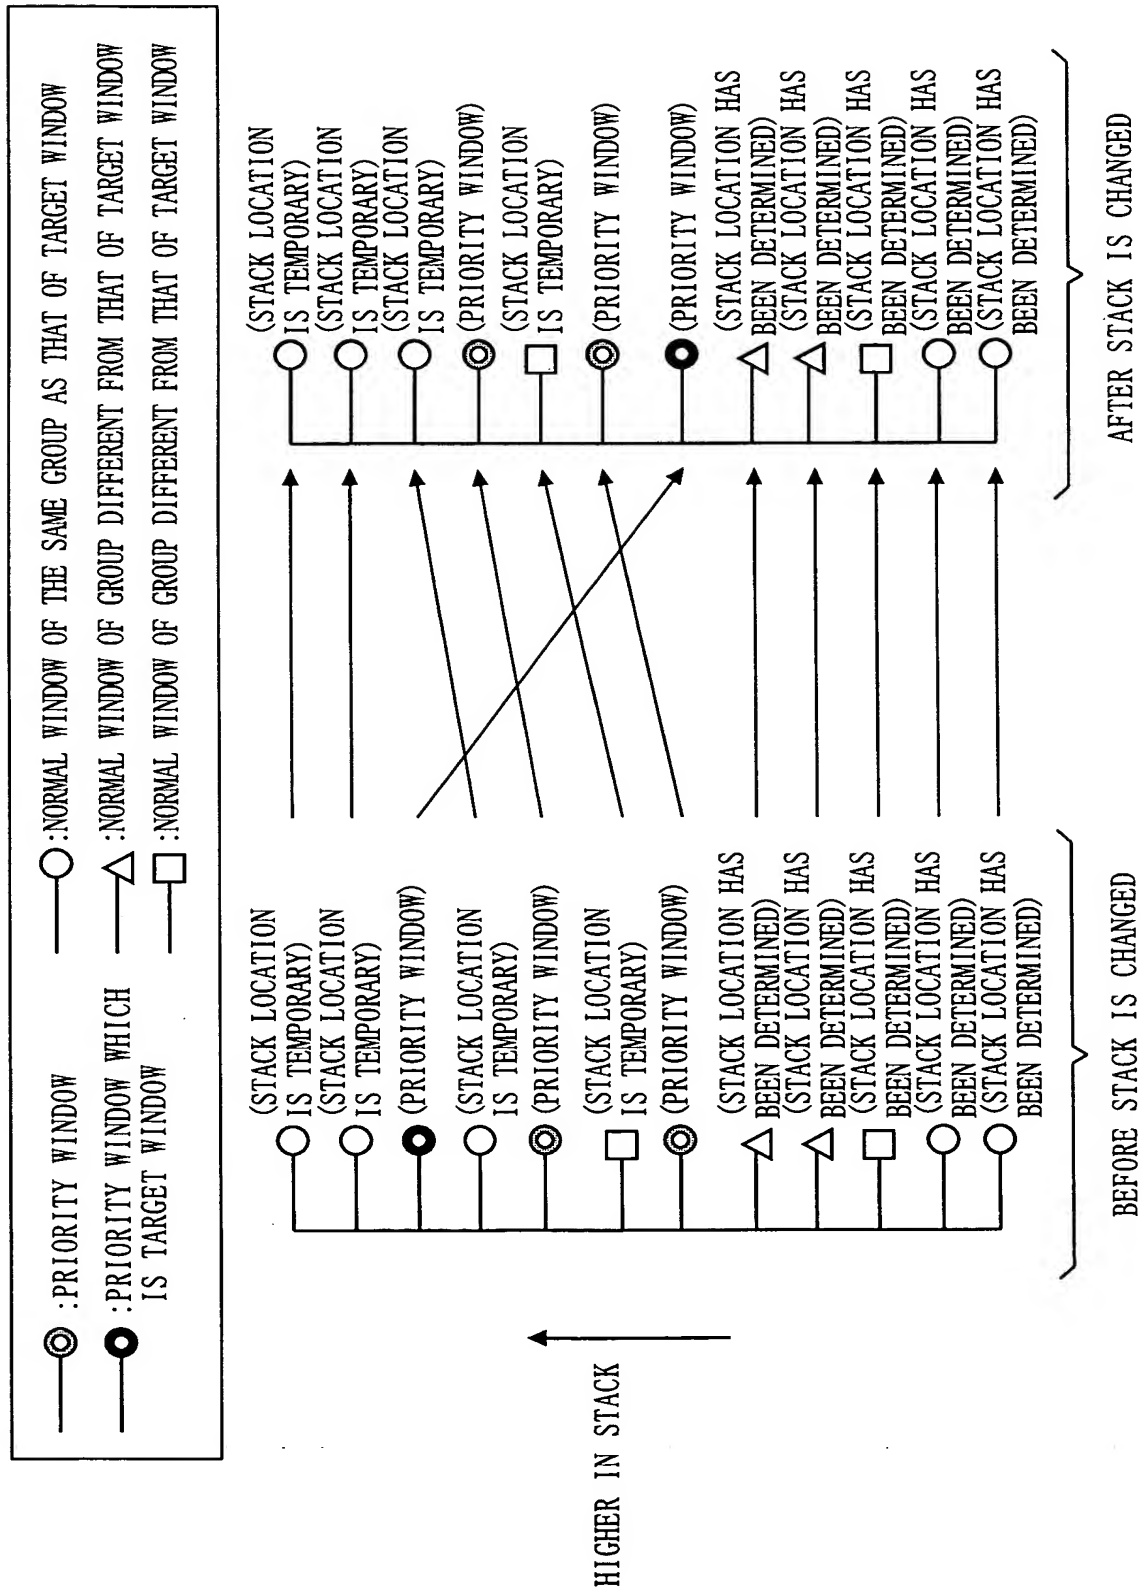 :PRIORITY WINDOW
:PRIORITY WINDOW WHICH
IS TARGET WINDOW
:NORMAL WINDOW OF THE SAME GROUP AS THAT OF TARGET WINDOW
:NORMAL WINDOW OF GROUP DIFFERENT FROM THAT OF TARGET WINDOW
:NORMAL WINDOW OF GROUP DIFFERENT FROM THAT OF TARGET WINDOW
HIGHER IN STACK
(STACK LOCATION
IS TEMPORARY)
(STACK LOCATION
IS TEMPORARY)
(PRIORITY WINDOW)
(STACK LOCATION
IS TEMPORARY)
(PRIORITY WINDOW)
(STACK LOCATION
IS TEMPORARY)
(PRIORITY WINDOW)
(STACK LOCATION HAS
BEEN DETERMINED)
(STACK LOCATION HAS
BEEN DETERMINED)
(STACK LOCATION HAS
BEEN DETERMINED)
(STACK LOCATION HAS
BEEN DETERMINED)
(STACK LOCATION HAS
BEEN DETERMINED)
BEFORE STACK IS CHANGED
(STACK LOCATION
IS TEMPORARY)
(STACK LOCATION
IS TEMPORARY)
(STACK LOCATION
IS TEMPORARY)
(PRIORITY WINDOW)
(STACK LOCATION
IS TEMPORARY)
(PRIORITY WINDOW)
(PRIORITY WINDOW)
(STACK LOCATION HAS
BEEN DETERMINED)
(STACK LOCATION HAS
BEEN DETERMINED)
(STACK LOCATION HAS
BEEN DETERMINED)
(STACK LOCATION HAS
BEEN DETERMINED)
(STACK LOCATION HAS
BEEN DETERMINED)
AFTER STACK IS CHANGED